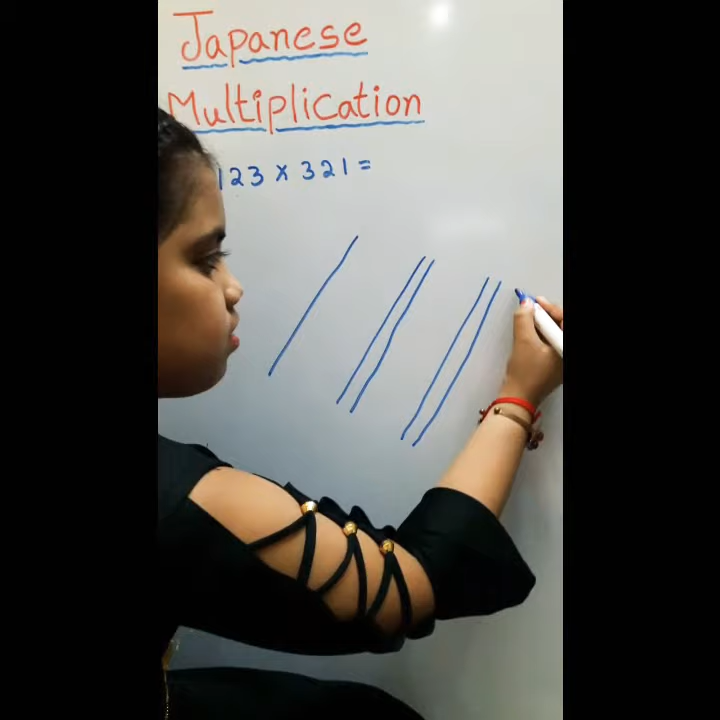 Japanese
Multiplication
123 x 321 =